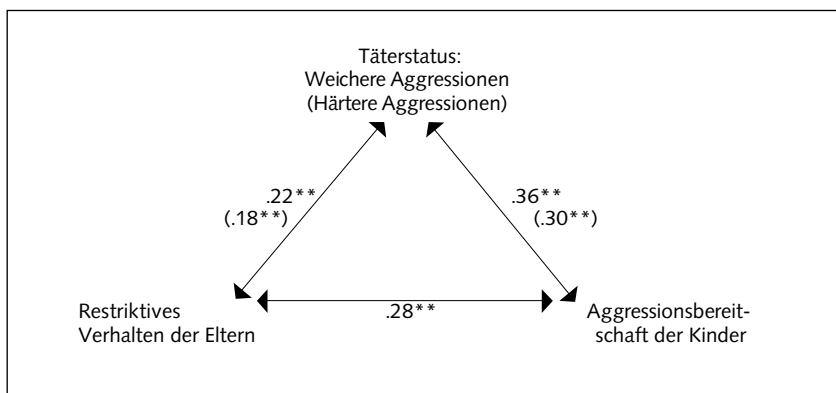 Täterstatus:
Weichere Aggressionen
(Härtere Aggressionen)
.22**
(.18**)
.36**
(.30**)
.28**
Restriktives
Verhalten der Eltern
Aggressionsbereit-
schaft der Kinder